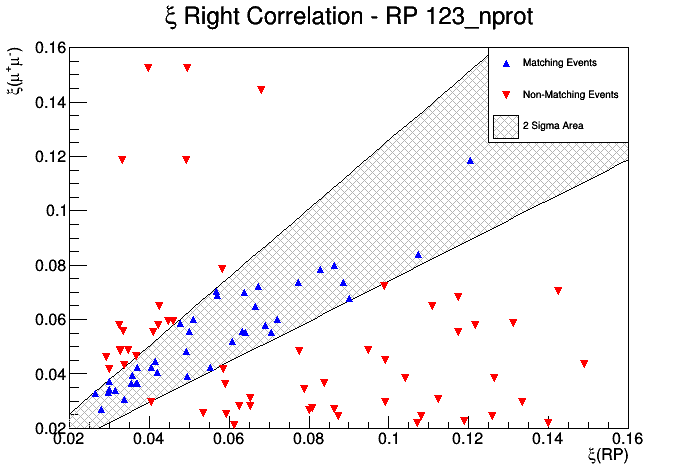 ξ Right Correlation - RP 123_nprot
ξ(μ⁺μ⁻)
0.16
0.14
0.12
0.1
0.08
0.06
0.04
0.02
Matching Events
Non-Matching Events
2 Sigma Area
0.02 0.04 0.06 0.08 0.1 0.12 0.14 0.16
ξ(RP)